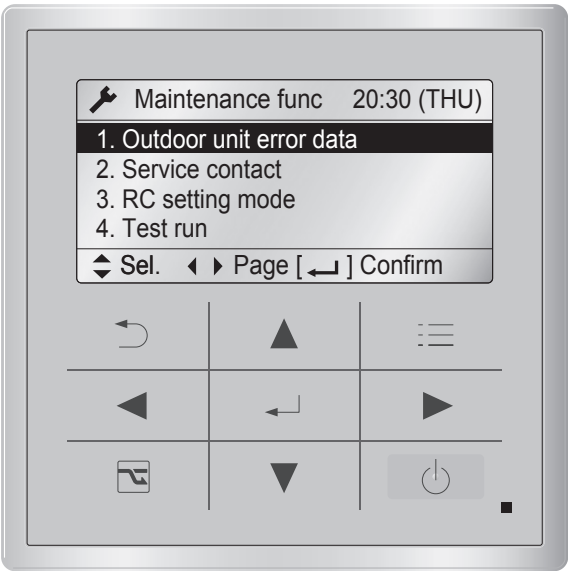 Maintenance func 20:30 (THU)
1. Outdoor unit error data
2. Service contact
3. RC setting mode
4. Test run
Sel. Page [ ] Confirm